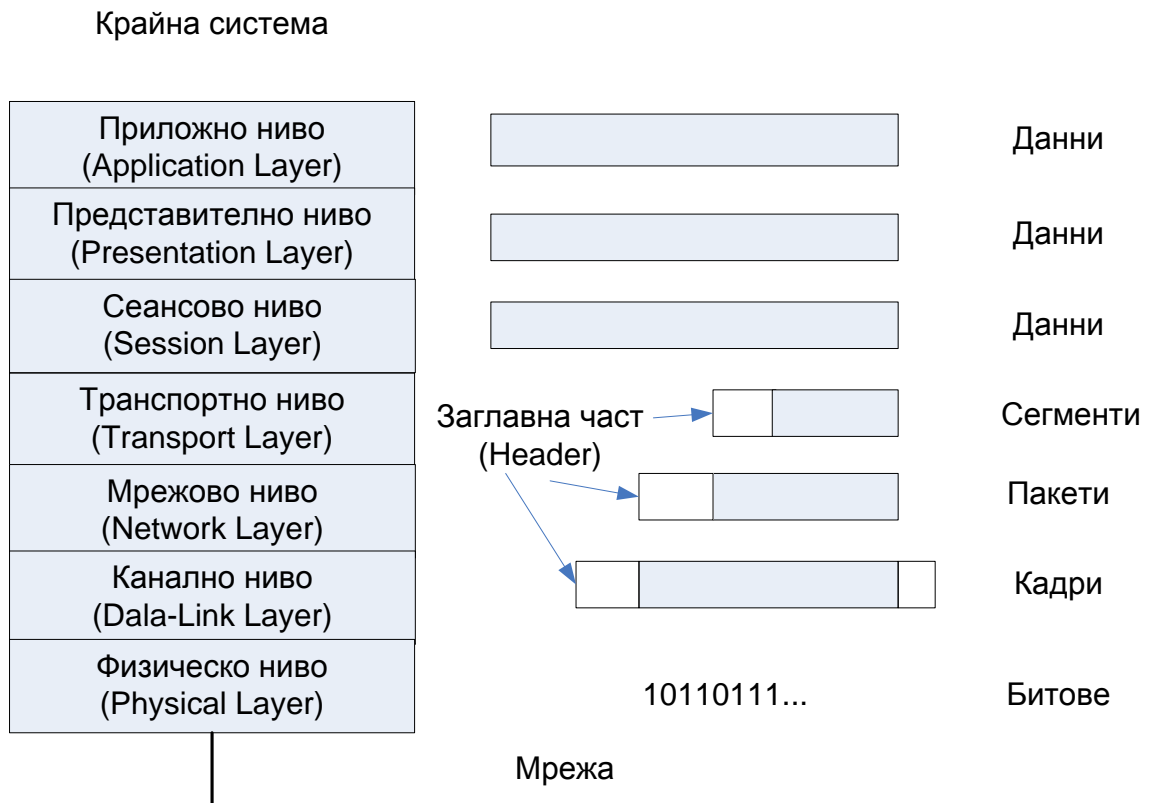 Крайна система
Приложно ниво
(Application Layer)
Данни
Представително ниво
(Presentation Layer)
Данни
Сеансово ниво
(Session Layer)
Данни
Транспортно ниво
(Transport Layer)
Заглавна част
(Header)
Сегменти
Мрежово ниво
(Network Layer)
Пакети
Канално ниво
(Dala-Link Layer)
Кадри
Физическо ниво
(Physical Layer)
10110111...
Битове
Мрежа